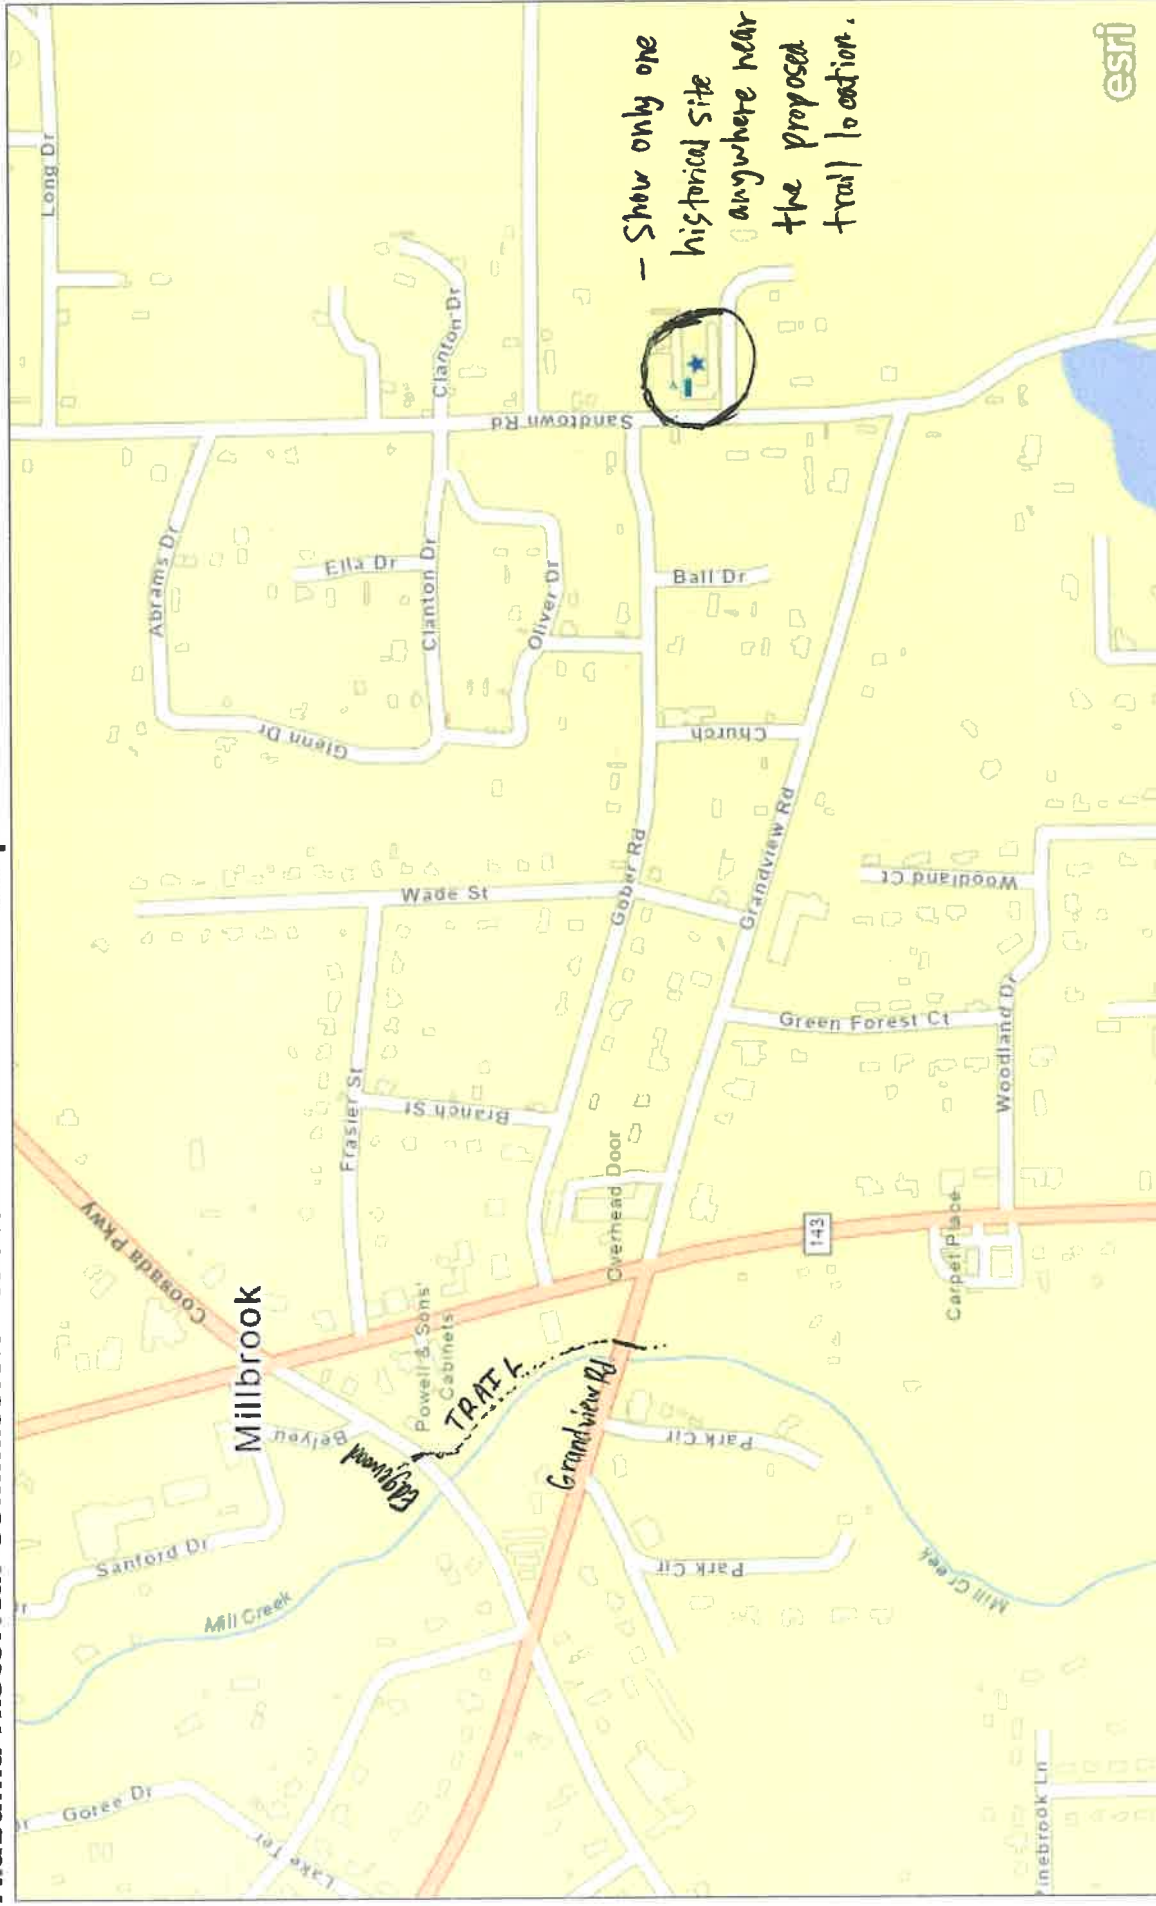 Long Dr
Goree Dr
Sanford Dr
Coosada Pkwy
Abrams Dr
Mill Creek
Millbrook
Lake Ter
Belyeu
Glenn Dr
Frasier St
Ella Dr
Edgewood
Powell & Sons'
Cabinets
Wade St
Clanton Dr
Clanton Dr
TRAIL
Branch St
Oliver Dr
Sandtown Rd
Grandview Rd
Overhead Door
Gober Rd
— Show only one
historical site
anywhere near
the proposed
trail location.
Park Cir
Park Cir
Church
Ball Dr
Grandview Rd
143
Green Forest Ct
Mill Creek
Carpet Place
Woodland Ct
Woodland Dr
esri